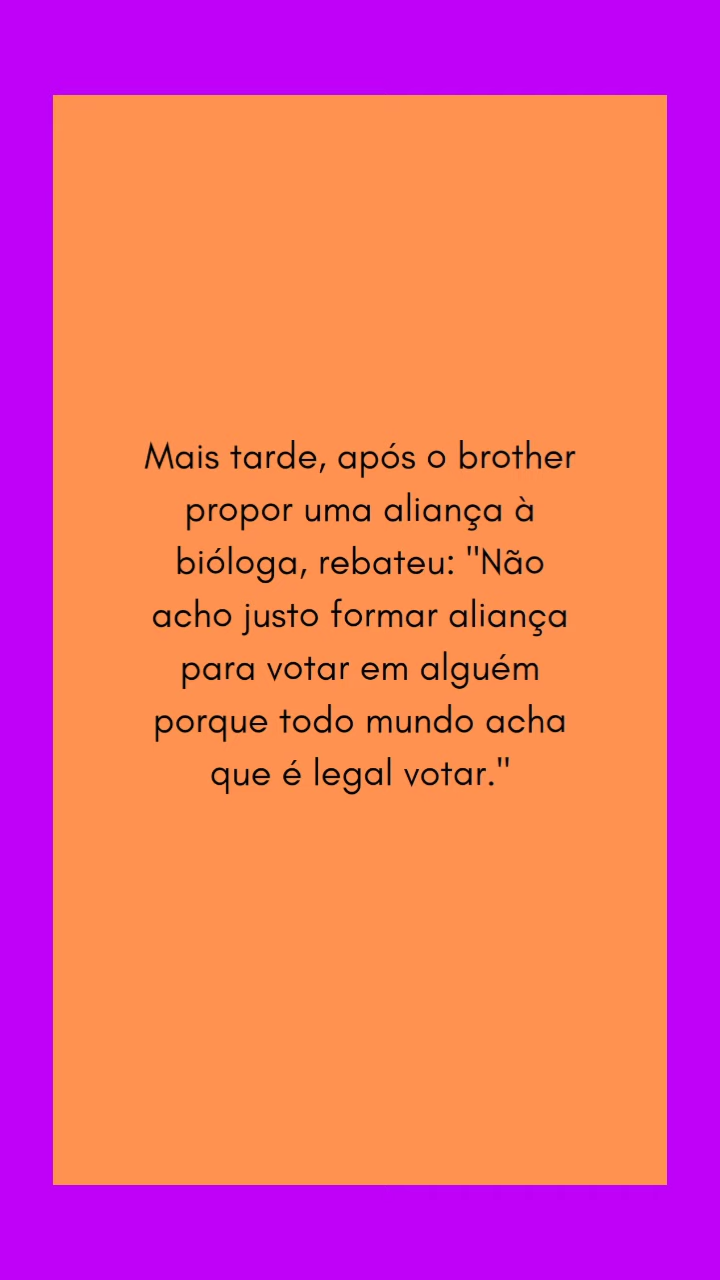 Mais tarde, após o brother
propor uma aliança à
bióloga, rebateu: "Não
acho justo formar aliança
para votar em alguém
porque todo mundo acha
que é legal votar."